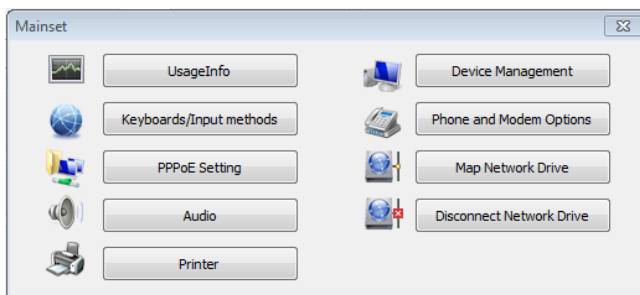 Mainset
UsageInfo
Device Management
Keyboards/Input methods
Phone and Modem Options
PPPoE Setting
Map Network Drive
Audio
Disconnect Network Drive
Printer